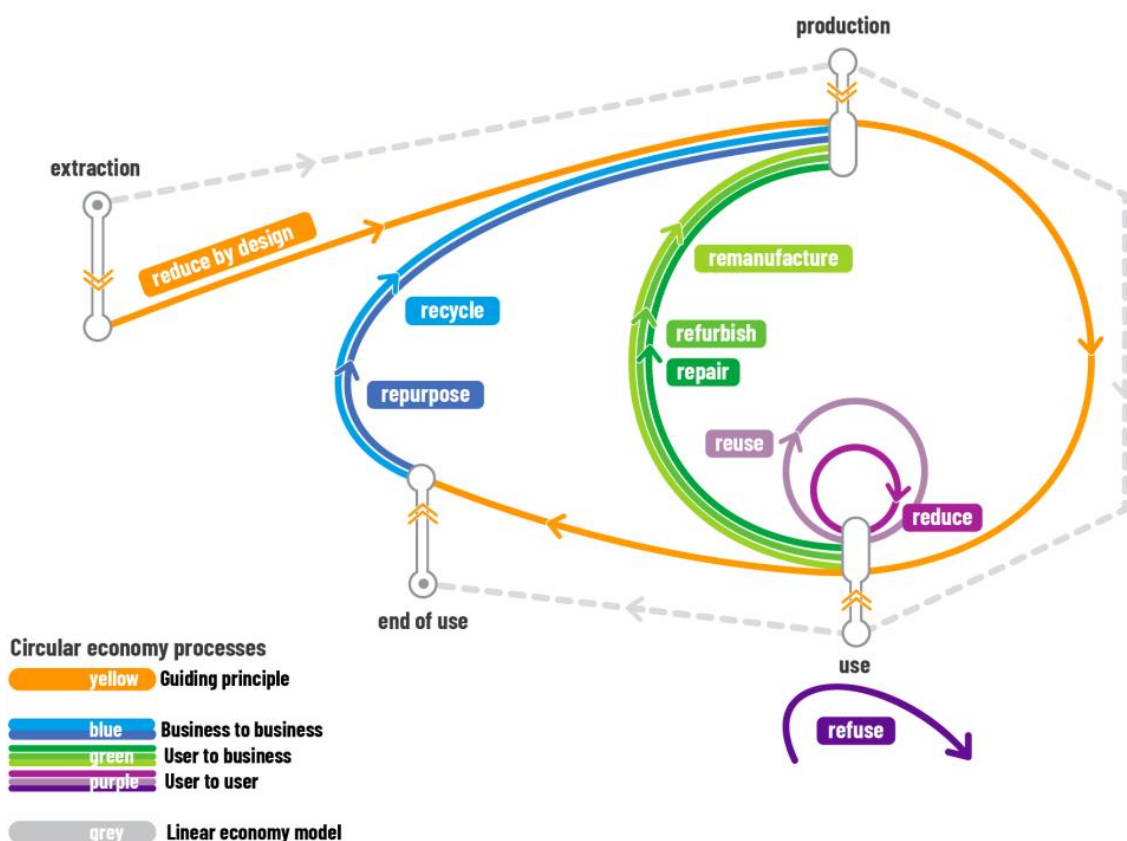 production
extraction
reduce by design
remanufacture
recycle
refurbish
repair
repurpose
reuse
reduce
end of use
use
refuse
Circular economy processes
yellow Guiding principle
blue Business to business
green User to business
purple User to user
grey Linear economy model